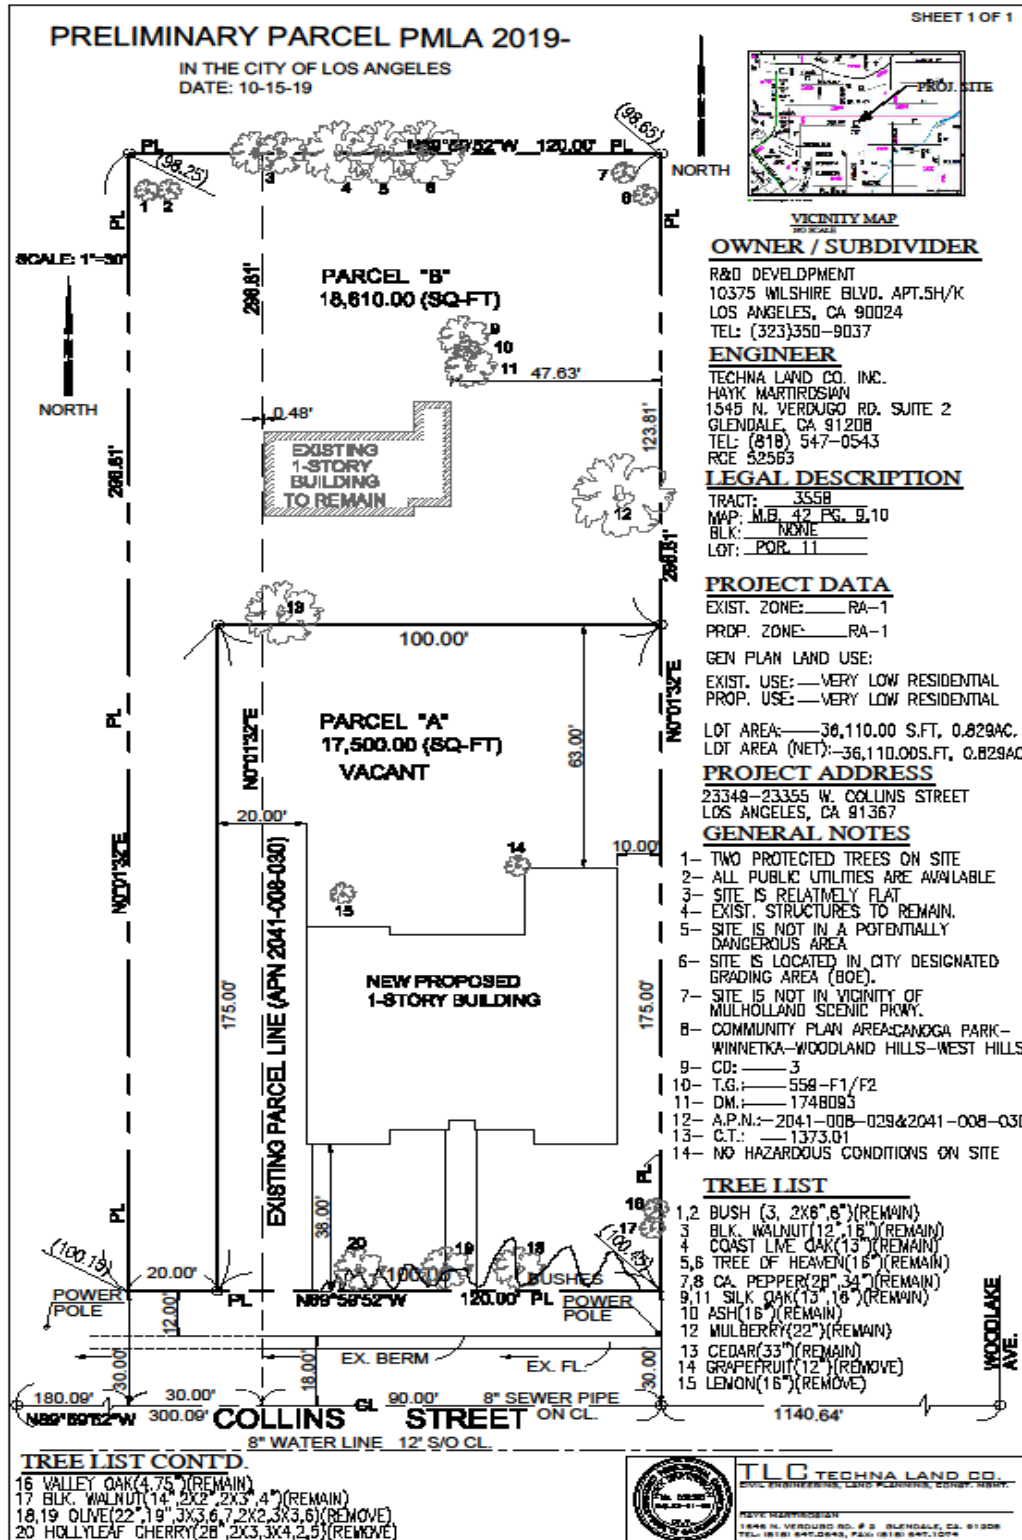 SHEET 1 OF 1
PRELIMINARY PARCEL PMLA 2019-
IN THE CITY OF LOS ANGELES
DATE: 10-15-19
PROJ. SITE
NORTH
VICINITY MAP
NO SCALE
OWNER / SUBDIVIDER
R&D DEVELOPMENT
10375 WILSHIRE BLVD. APT.5H/K
LOS ANGELES, CA 90024
TEL: (323)350-9037
ENGINEER
TECHNA LAND CO. INC.
HAYK MARTIROSIAN
1545 N. VERDUGO RD. SUITE 2
GLENDALE, CA 91208
TEL: (818) 547-0543
RCE 52563
LEGAL DESCRIPTION
TRACT: 3558
MAP: M.B. 42 PG. 9,10
BLK: NONE
LOT: POR. 11
PROJECT DATA
EXIST. ZONE: RA-1
PROP. ZONE: RA-1
GEN PLAN LAND USE:
EXIST. USE: VERY LOW RESIDENTIAL
PROP. USE: VERY LOW RESIDENTIAL
LOT AREA: 36,110.00 S.FT, 0.829AC.
LOT AREA (NET): 36,110.00S.FT, 0.829AC
PROJECT ADDRESS
23349-23355 W. COLLINS STREET
LOS ANGELES, CA 91367
GENERAL NOTES
1- TWO PROTECTED TREES ON SITE
2- ALL PUBLIC UTILITIES ARE AVAILABLE
3- SITE IS RELATIVELY FLAT
4- EXIST. STRUCTURES TO REMAIN.
5- SITE IS NOT IN A POTENTIALLY
DANGEROUS AREA
6- SITE IS LOCATED IN CITY DESIGNATED
GRADING AREA (BOE).
7- SITE IS NOT IN VICINITY OF
MULHOLLAND SCENIC PKWY.
8- COMMUNITY PLAN AREA:CANOGA PARK-
WINNETKA-WOODLAND HILLS-WEST HILLS
9- CD: 3
10- T.G.: 559-F1/F2
11- DM.: 174B093
12- A.P.N.: 2041-008-029&2041-008-030
13- C.T.: 1373.01
14- NO HAZARDOUS CONDITIONS ON SITE
TREE LIST
1,2 BUSH (3, 2X6",8")(REMAIN)
3 BLK. WALNUT(12",16")(REMAIN)
4 COAST LIVE OAK(13")(REMAIN)
5,6 TREE OF HEAVEN(16")(REMAIN)
7,8 CA. PEPPER(28",34")(REMAIN)
9,11 SILK OAK(13",16")(REMAIN)
10 ASH(16")(REMAIN)
12 MULBERRY(22")(REMAIN)
13 CEDAR(33")(REMAIN)
14 GRAPEFRUIT(12")(REMOVE)
15 LEMON(16")(REMOVE)
PL
(98.25)
N89°59'52"W 120.00' PL
(98.65)
1 2 3 4 5 6 7 8
PL
PL
SCALE: 1"=30'
NORTH
298.81'
298.81'
PARCEL "B"
18,610.00 (SQ-FT)
9
10
11
47.63'
0.48'
123.81'
EXISTING
1-STORY
BUILDING
TO REMAIN
12
298.81'
13
100.00'
PL
N0°01'32"E
N0°01'32"E
N0°01'32"E
PARCEL "A"
17,500.00 (SQ-FT)
VACANT
63.00'
20.00'
10.00'
14
15
EXISTING PARCEL LINE (APN 2041-008-030)
NEW PROPOSED
1-STORY BUILDING
175.00'
175.00'
PL
PL
38.00'
16
17
(100.19)
20.00'
20 19 18
100.00'
BUSHES
(100.45)
POWER
POLE
PL
N89°59'52"W
120.00' PL
POWER
POLE
12.00'
30.00'
18.00'
30.00'
EX. BERM
EX. FL.
WOODLAKE
AVE.
180.09' 30.00' 90.00' 8" SEWER PIPE
ON CL.
CL
N89°59'52"W 300.09'
COLLINS STREET
1140.64'
8" WATER LINE 12' S/O CL.
TREE LIST CONT'D.
16 VALLEY OAK(4.75")(REMAIN)
17 BLK. WALNUT(14",2X2",2X3",4")(REMAIN)
18,19 OLIVE(22",19",3X3,6,7,2X2,3X3,6)(REMOVE)
20 HOLLYLEAF CHERRY(28",2X3,3X4,2,5)(REMOVE)
TLC TECHNA LAND CO.
CIVIL ENGINEERING, LAND PLANNING, CONST. MGMT.